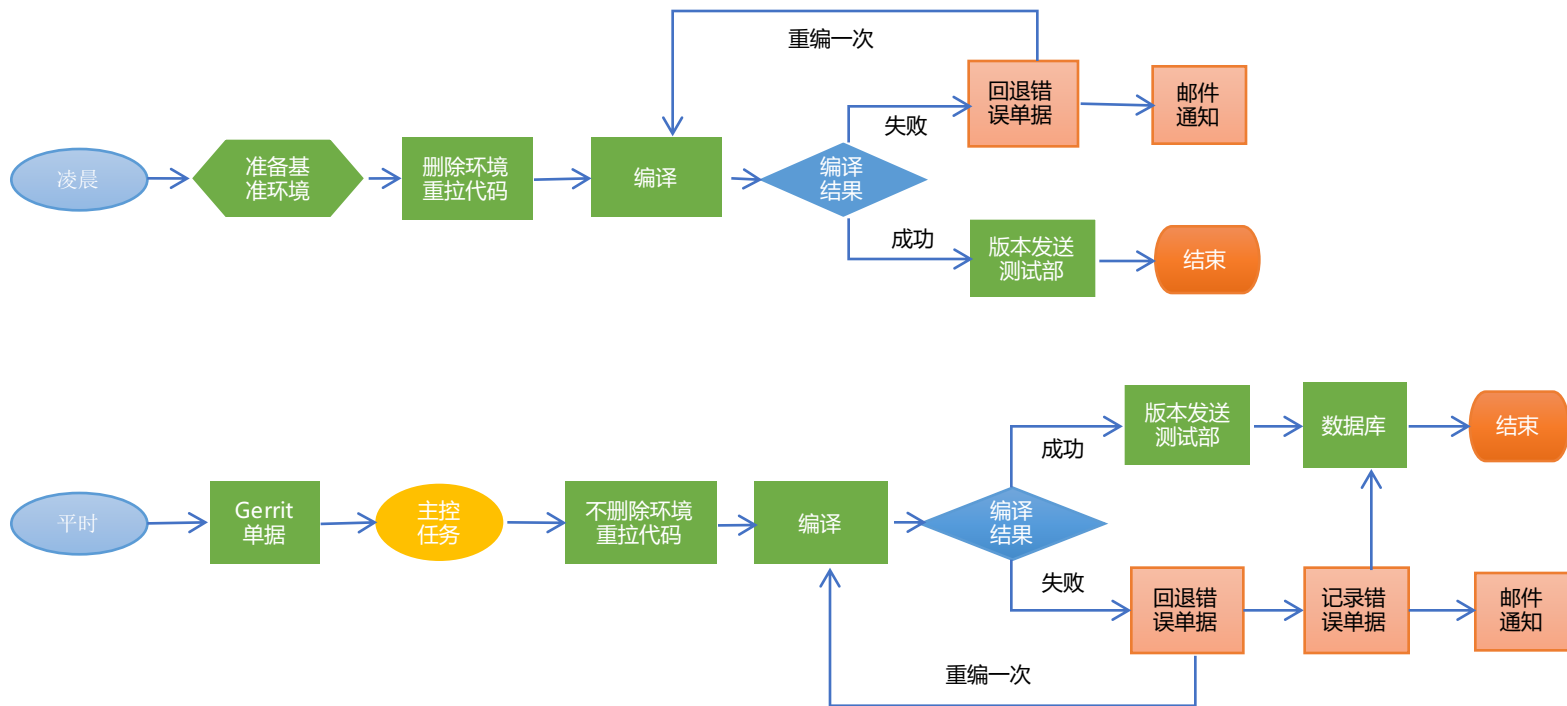 重编一次
回退错
误单据
邮件
通知
失败
凌晨
准备基
准环境
删除环境
重拉代码
编译
编译
结果
成功
版本发送
测试部
结束
版本发送
测试部
数据库
结束
成功
平时
Gerrit
单据
主控
任务
不删除环境
重拉代码
编译
编译
结果
失败
回退错
误单据
记录错
误单据
邮件
通知
重编一次